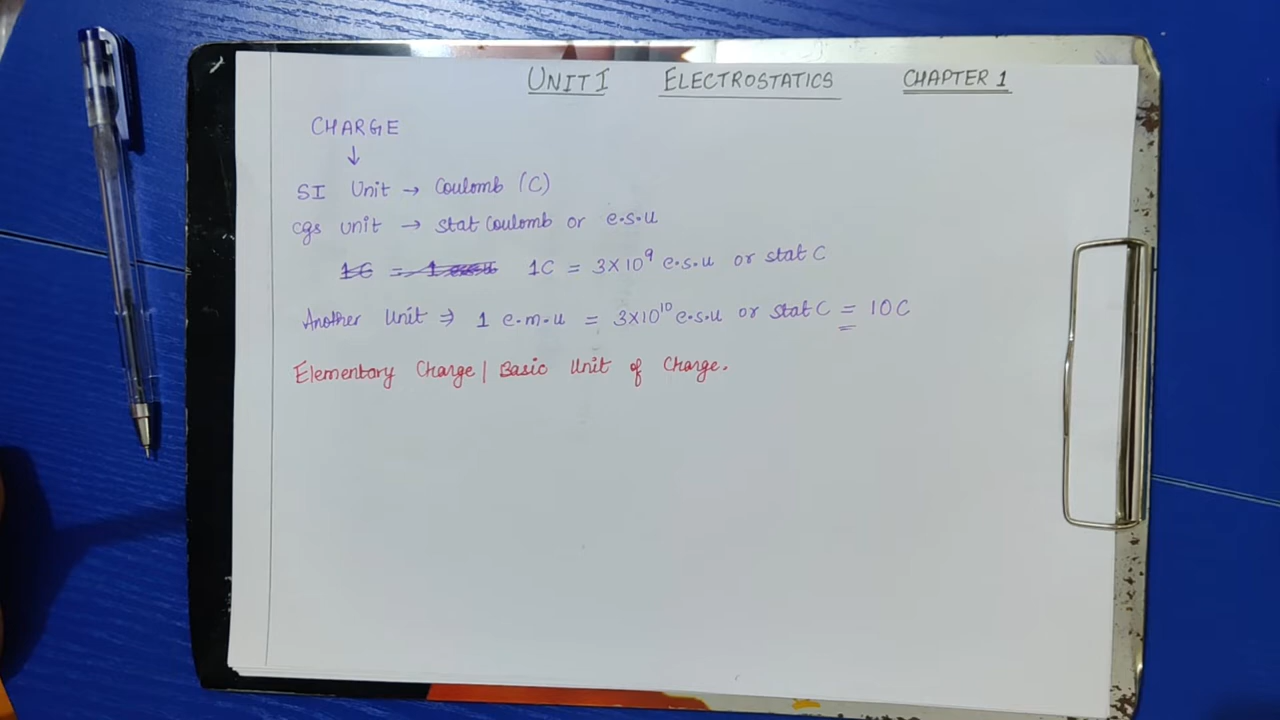 UNIT I ELECTROSTATICS CHAPTER 1
CHARGE
↓
SI Unit → Coulomb (C)
cgs unit → stat Coulomb or e.s.u
1C = 3×10⁹ e.s.u or stat C
Another Unit ⇒ 1 e.m.u = 3×10¹⁰ e.s.u or stat C = 10C
Elementary Charge | Basic Unit of Charge.